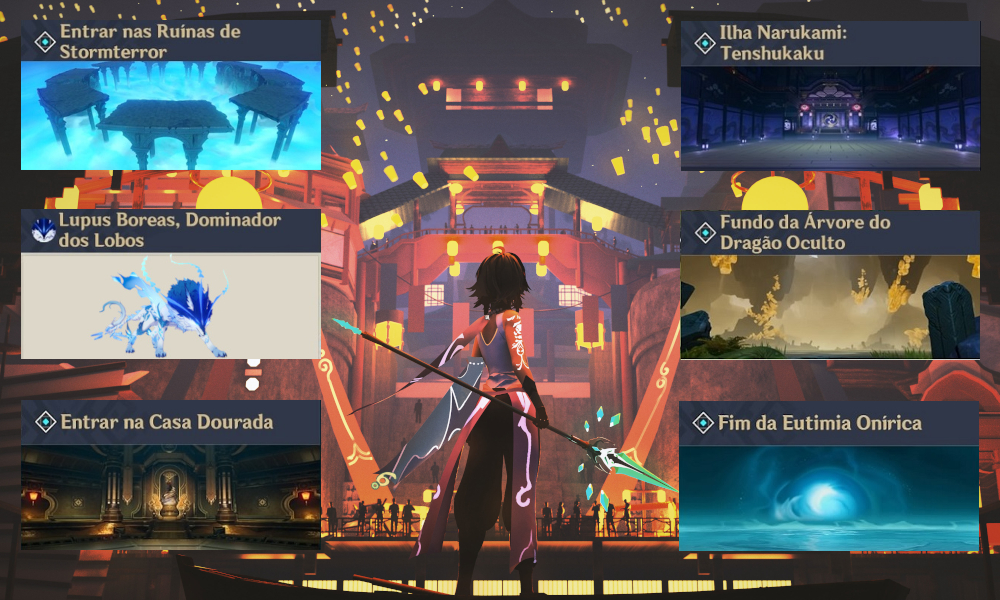 Entrar nas Ruínas de
Stormterror
Lupus Boreas, Dominador
dos Lobos
Entrar na Casa Dourada
Ilha Narukami:
Tenshukaku
Fundo da Árvore do
Dragão Oculto
Fim da Eutimia Onírica